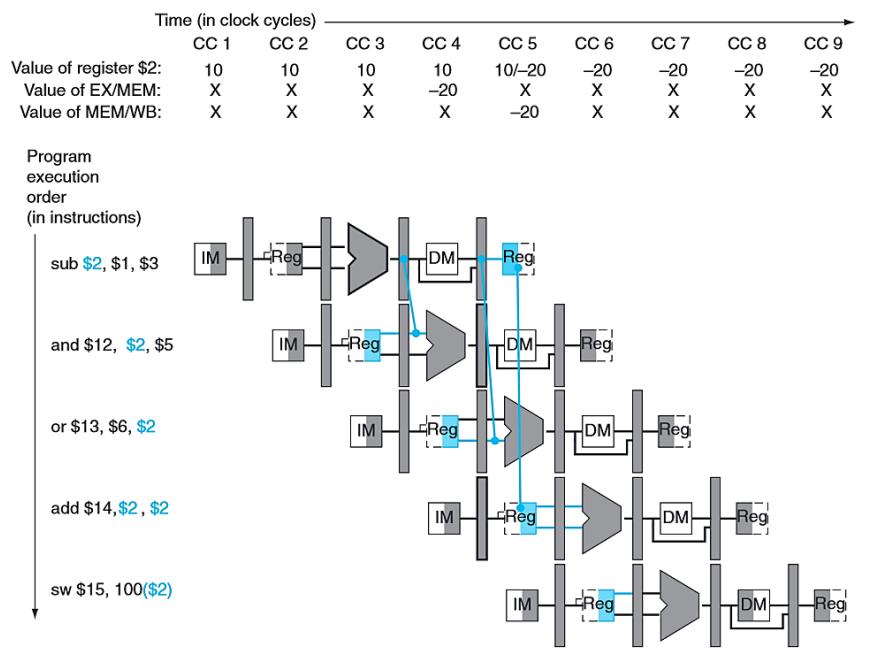 Time (in clock cycles)
CC 1 CC 2 CC 3 CC 4 CC 5 CC 6 CC 7 CC 8 CC 9
Value of register $2: 10 10 10 10 10/–20 –20 –20 –20 –20
Value of EX/MEM: X X X –20 X X X X X
Value of MEM/WB: X X X X –20 X X X X
Program
execution
order
(in instructions)
sub $2, $1, $3 IM Reg DM Reg
and $12, $2, $5 IM Reg DM Reg
or $13, $6, $2 IM Reg DM Reg
add $14,$2 , $2 IM Reg DM Reg
sw $15, 100($2) IM Reg DM Reg